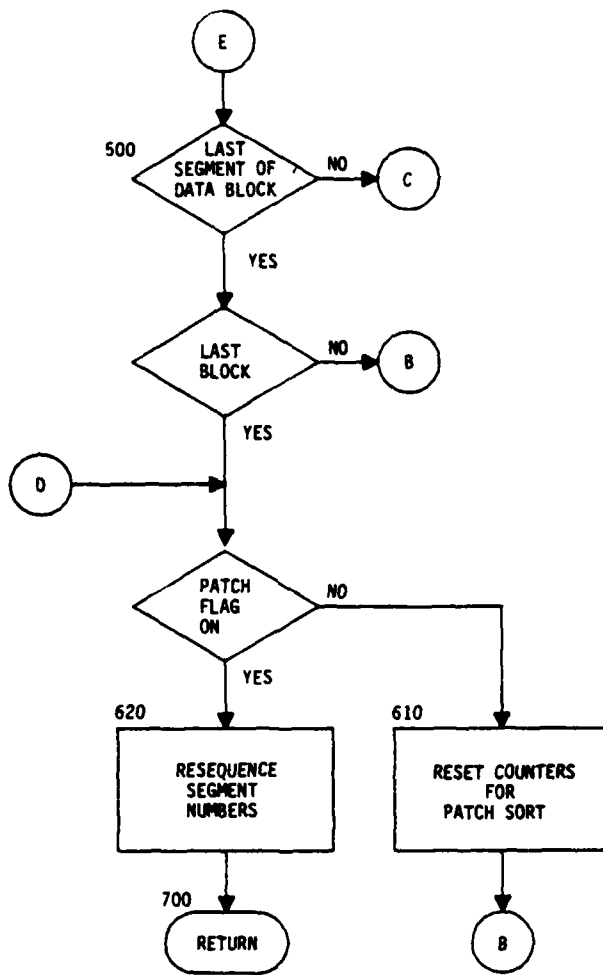 E
500
LAST
SEGMENT OF
DATA BLOCK
NO
C
YES
LAST
BLOCK
NO
B
YES
D
PATCH
FLAG
ON
NO
YES
620
RESEQUENCE
SEGMENT
NUMBERS
610
RESET COUNTERS
FOR
PATCH SORT
700
RETURN
B